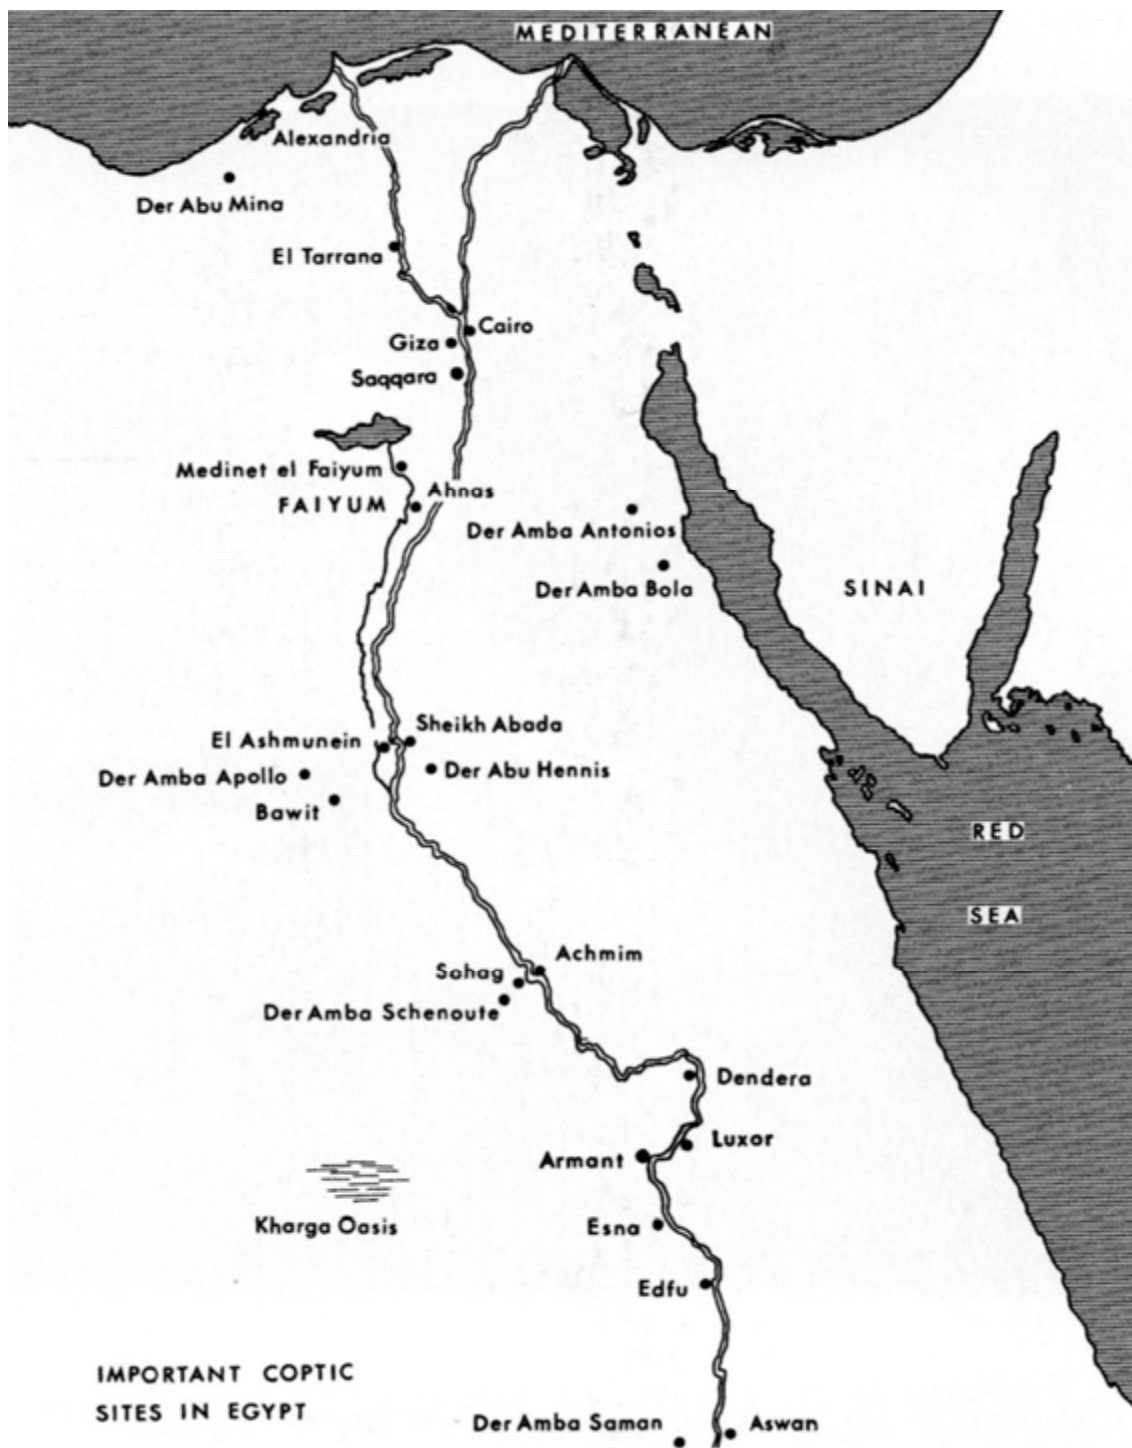 MEDITERRANEAN
Alexandria
Der Abu Mina
El Tarrana
Cairo
Giza
Saqqara
Medinet el Faiyum
Ahnas
FAIYUM
Der Amba Antonios
Der Amba Bola
SINAI
Sheikh Abada
El Ashmunein
Der Amba Apollo
Der Abu Hennis
Bawit
RED
SEA
Achmim
Sohag
Der Amba Schenoute
Dendera
Luxor
Armant
Kharga Oasis
Esna
Edfu
IMPORTANT COPTIC
SITES IN EGYPT
Der Amba Saman
Aswan